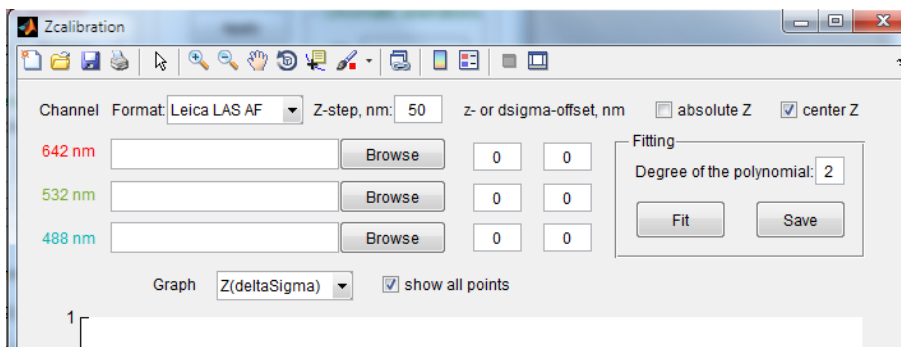 Zcalibration
Channel Format: Leica LAS AF Z-step, nm: 50 z- or dsigma-offset, nm absolute Z center Z
642 nm Browse 0 0 Fitting
Degree of the polynomial: 2
532 nm Browse 0 0
Fit Save
488 nm Browse 0 0
Graph Z(deltaSigma) show all points
1